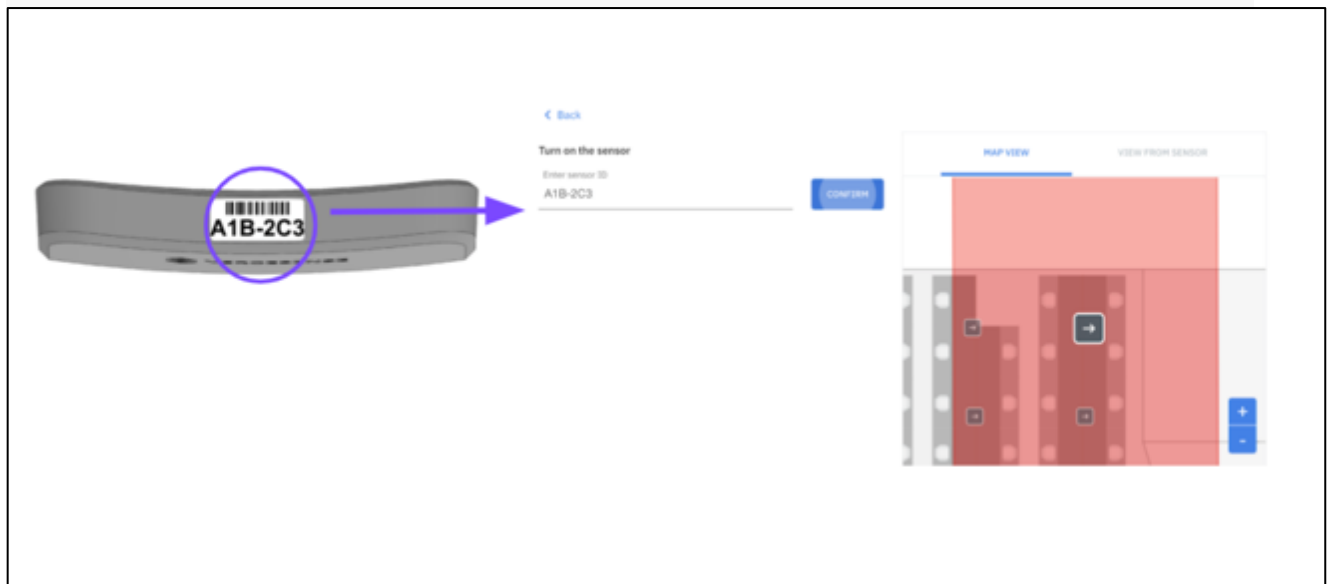 A1B-2C3
< Back
Turn on the sensor
Enter sensor ID:
A1B-2C3
CONFIRM
MAP VIEW
VIEW FROM SENSOR
+
-